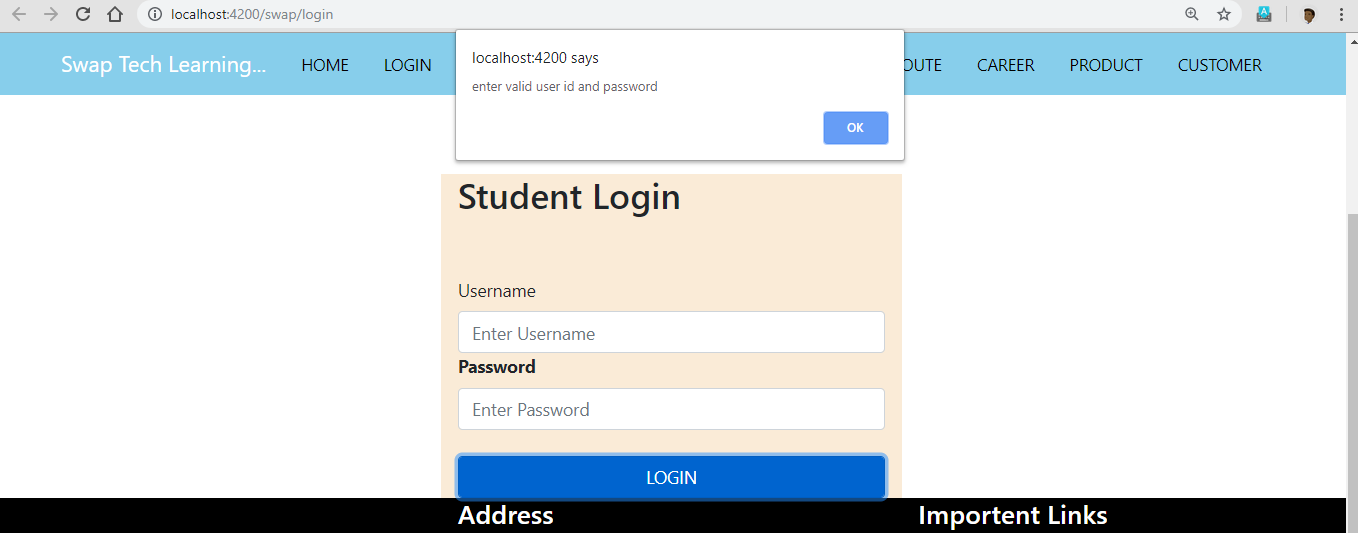 localhost:4200/swap/login
Swap Tech Learning... HOME LOGIN OUTE CAREER PRODUCT CUSTOMER
localhost:4200 says
enter valid user id and password
OK
Student Login
Username
Enter Username
Password
Enter Password
LOGIN
Address Importent Links